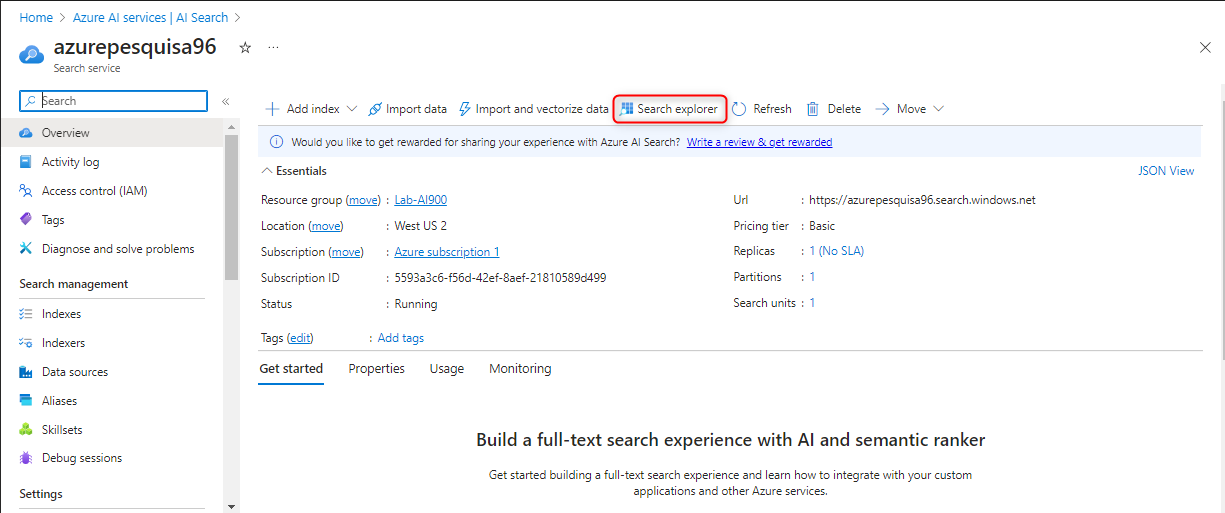 Home > Azure AI services | AI Search >
azurepesquisa96 ☆ ...
Search service
Search «
Add index Import data Import and vectorize data Search explorer Refresh Delete Move
Overview
Activity log
Access control (IAM)
Tags
Diagnose and solve problems
Search management
Indexes
Indexers
Data sources
Aliases
Skillsets
Debug sessions
Settings
Would you like to get rewarded for sharing your experience with Azure AI Search? Write a review & get rewarded
Essentials JSON View
Resource group (move) : Lab-AI900
Location (move) : West US 2
Subscription (move) : Azure subscription 1
Subscription ID : 5593a3c6-f56d-42ef-8aef-21810589d499
Status : Running
Url : https://azurepesquisa96.search.windows.net
Pricing tier : Basic
Replicas : 1 (No SLA)
Partitions : 1
Search units : 1
Tags (edit) : Add tags
Get started Properties Usage Monitoring
Build a full-text search experience with AI and semantic ranker
Get started building a full-text search experience and learn how to integrate with your custom
applications and other Azure services.